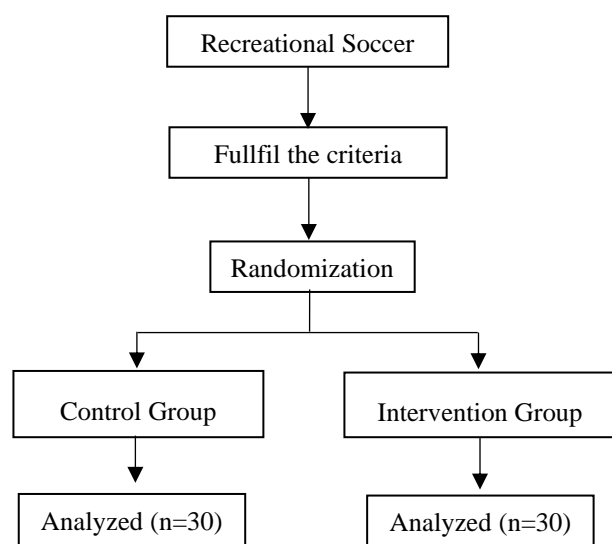 Recreational Soccer
Fullfil the criteria
Randomization
Control Group
Intervention Group
Analyzed (n=30)
Analyzed (n=30)